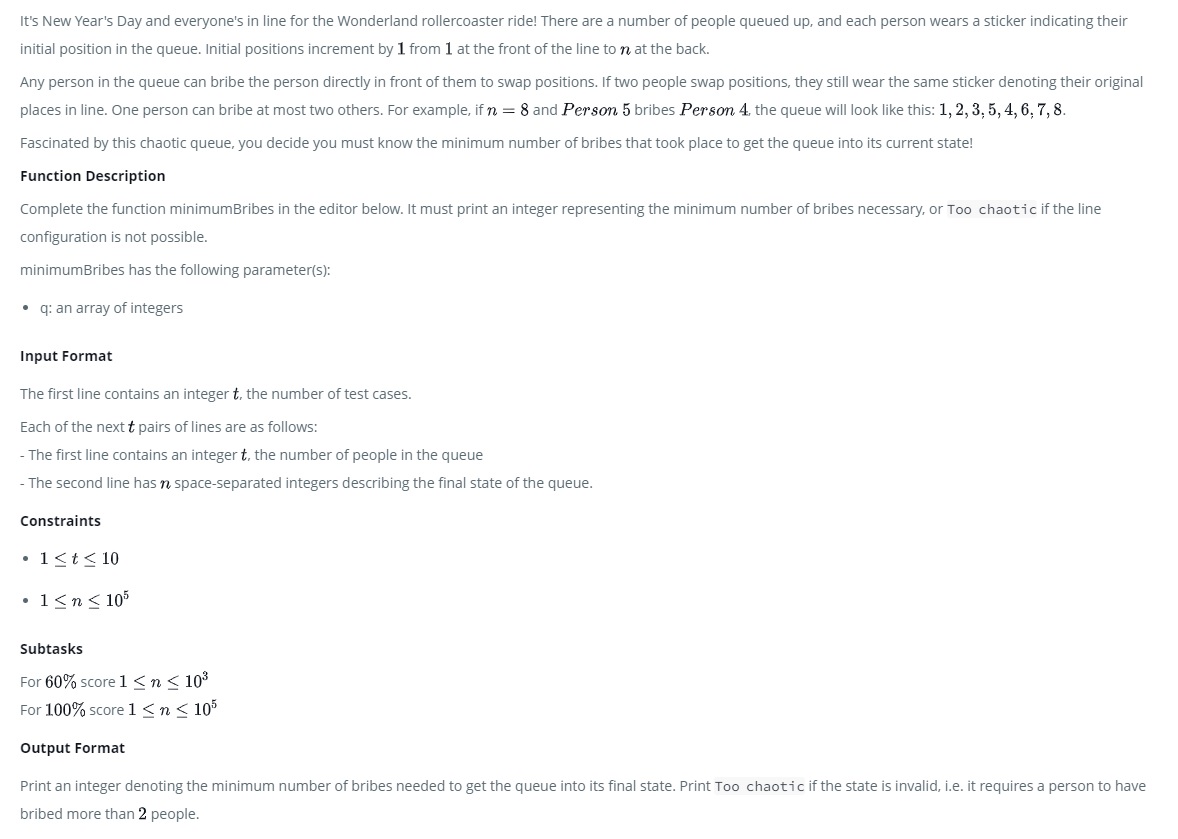 It's New Year's Day and everyone's in line for the Wonderland rollercoaster ride! There are a number of people queued up, and each person wears a sticker indicating their
initial position in the queue. Initial positions increment by 1 from 1 at the front of the line to n at the back.
Any person in the queue can bribe the person directly in front of them to swap positions. If two people swap positions, they still wear the same sticker denoting their original
places in line. One person can bribe at most two others. For example, if n = 8 and Person 5 bribes Person 4, the queue will look like this: 1, 2, 3, 5, 4, 6, 7, 8.
Fascinated by this chaotic queue, you decide you must know the minimum number of bribes that took place to get the queue into its current state!
Function Description
Complete the function minimumBribes in the editor below. It must print an integer representing the minimum number of bribes necessary, or Too chaotic if the line
configuration is not possible.
minimumBribes has the following parameter(s):
• q: an array of integers
Input Format
The first line contains an integer t, the number of test cases.
Each of the next t pairs of lines are as follows:
- The first line contains an integer t, the number of people in the queue
- The second line has n space-separated integers describing the final state of the queue.
Constraints
• 1 ≤ t ≤ 10
• 1 ≤ n ≤ 10⁵
Subtasks
For 60% score 1 ≤ n ≤ 10³
For 100% score 1 ≤ n ≤ 10⁵
Output Format
Print an integer denoting the minimum number of bribes needed to get the queue into its final state. Print Too chaotic if the state is invalid, i.e. it requires a person to have
bribed more than 2 people.